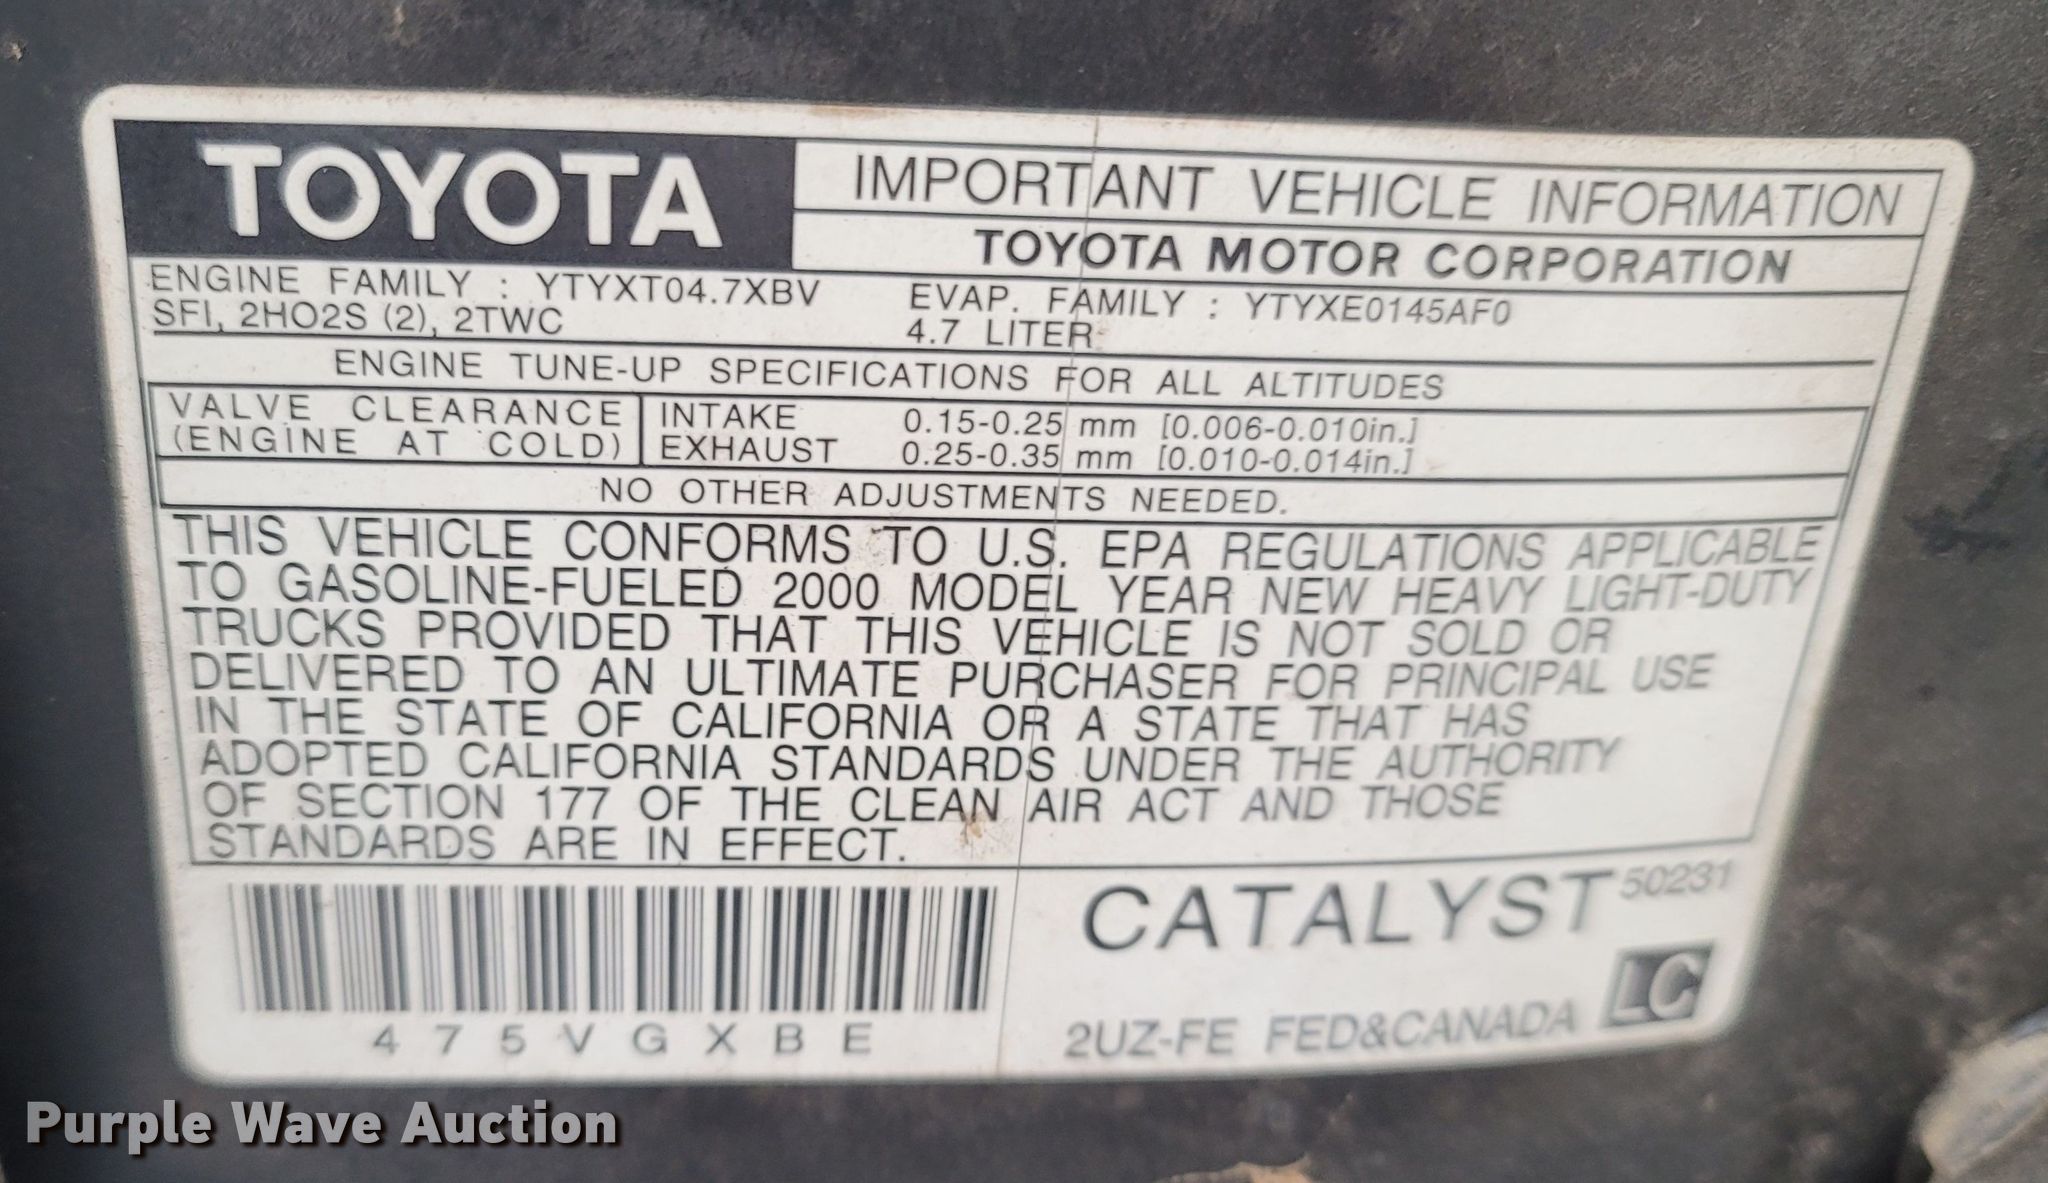 TOYOTA
IMPORTANT VEHICLE INFORMATION
TOYOTA MOTOR CORPORATION
ENGINE FAMILY : YTYXT04.7XBV
EVAP. FAMILY : YTYXE0145AF0
SFI, 2HO2S (2), 2TWC
4.7 LITER
ENGINE TUNE-UP SPECIFICATIONS FOR ALL ALTITUDES
VALVE CLEARANCE INTAKE 0.15-0.25 mm [0.006-0.010in.]
(ENGINE AT COLD) EXHAUST 0.25-0.35 mm [0.010-0.014in.]
NO OTHER ADJUSTMENTS NEEDED.
THIS VEHICLE CONFORMS TO U.S. EPA REGULATIONS APPLICABLE
TO GASOLINE-FUELED 2000 MODEL YEAR NEW HEAVY LIGHT-DUTY
TRUCKS PROVIDED THAT THIS VEHICLE IS NOT SOLD OR
DELIVERED TO AN ULTIMATE PURCHASER FOR PRINCIPAL USE
IN THE STATE OF CALIFORNIA OR A STATE THAT HAS
ADOPTED CALIFORNIA STANDARDS UNDER THE AUTHORITY
OF SECTION 177 OF THE CLEAN AIR ACT AND THOSE
STANDARDS ARE IN EFFECT.
CATALYST 50231
475VGXBE
2UZ-FE FED&CANADA LC
Purple Wave Auction